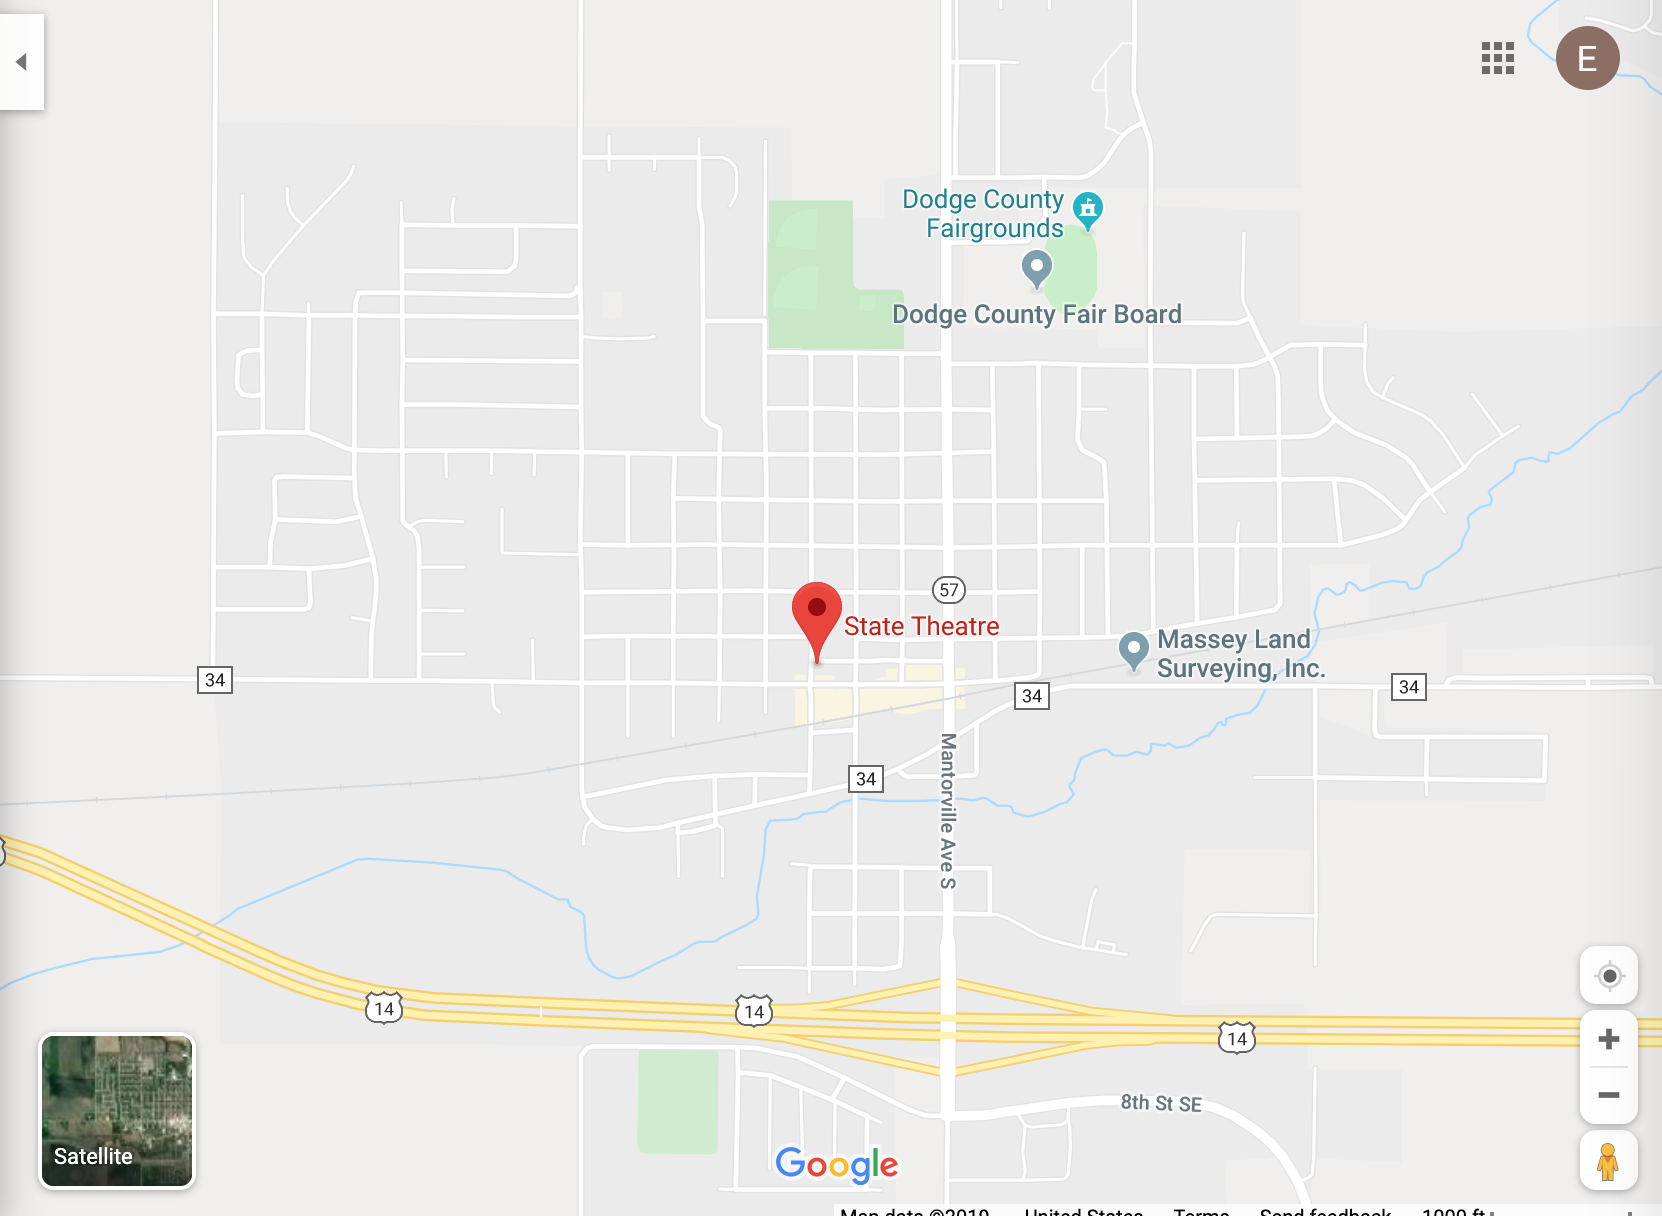 E
Dodge County
Fairgrounds
Dodge County Fair Board
57
State Theatre
Massey Land
Surveying, Inc.
34
34
34
34
Mantorville Ave S
14
14
14
8th St SE
Satellite
Google
Map data ©2019 United States Terms Send feedback 1000 ft